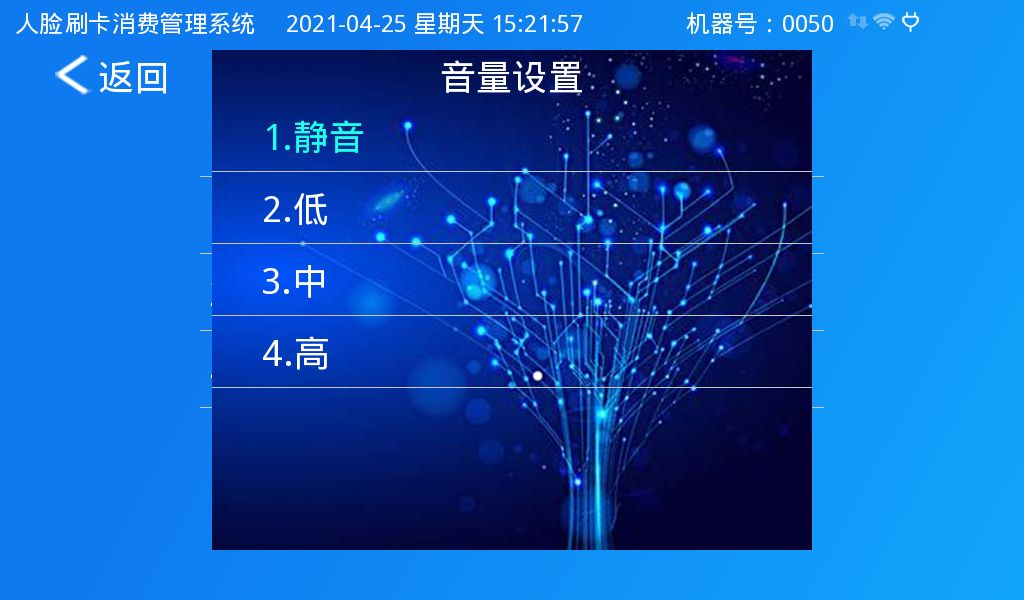 人脸刷卡消费管理系统 2021-04-25 星期天 15:21:57 机器号：0050
返回
音量设置
1.静音
2.低
3.中
4.高